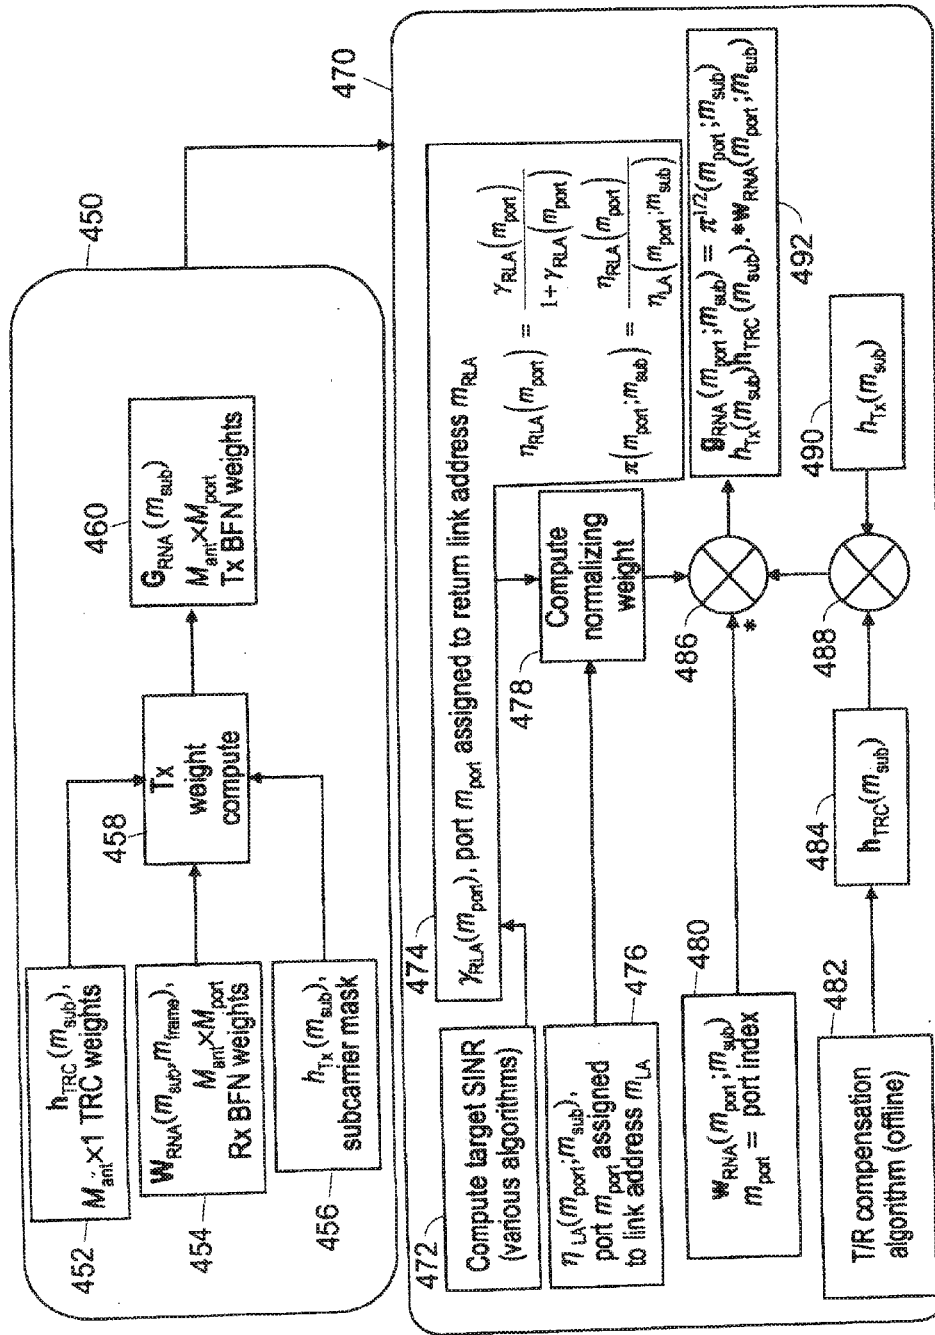 450
452
h_TRC(m_sub),
M_ant×1 TRC weights
454
W_RNA(m_sub, m_frame),
M_ant×M_port
Rx BFN weights
456
h_Tx(m_sub),
subcarrier mask
458
Tx
weight
compute
460
G_RNA(m_sub)
M_ant×M_port
Tx BFN weights
470
472
Compute target SINR
(various algorithms)
474
γ_RLA(m_port), port m_port assigned to return link address m_RLA
η_RLA(m_port) = γ_RLA(m_port) / 1+γ_RLA(m_port)
π(m_port; m_sub) = η_RLA(m_port) / η_LA(m_port; m_sub)
476
η_LA(m_port; m_sub),
port m_port assigned
to link address m_LA
478
Compute
normalizing
weight
480
w_RNA(m_port; m_sub)
m_port = port index
482
T/R compensation
algorithm (offline)
484
h_TRC(m_sub)
486
*
488
490
h_Tx(m_sub)
g_RNA(m_port; m_sub) = π^1/2(m_port; m_sub)
h_Tx(m_sub)h_TRC(m_sub).*w_RNA(m_port; m_sub)
492